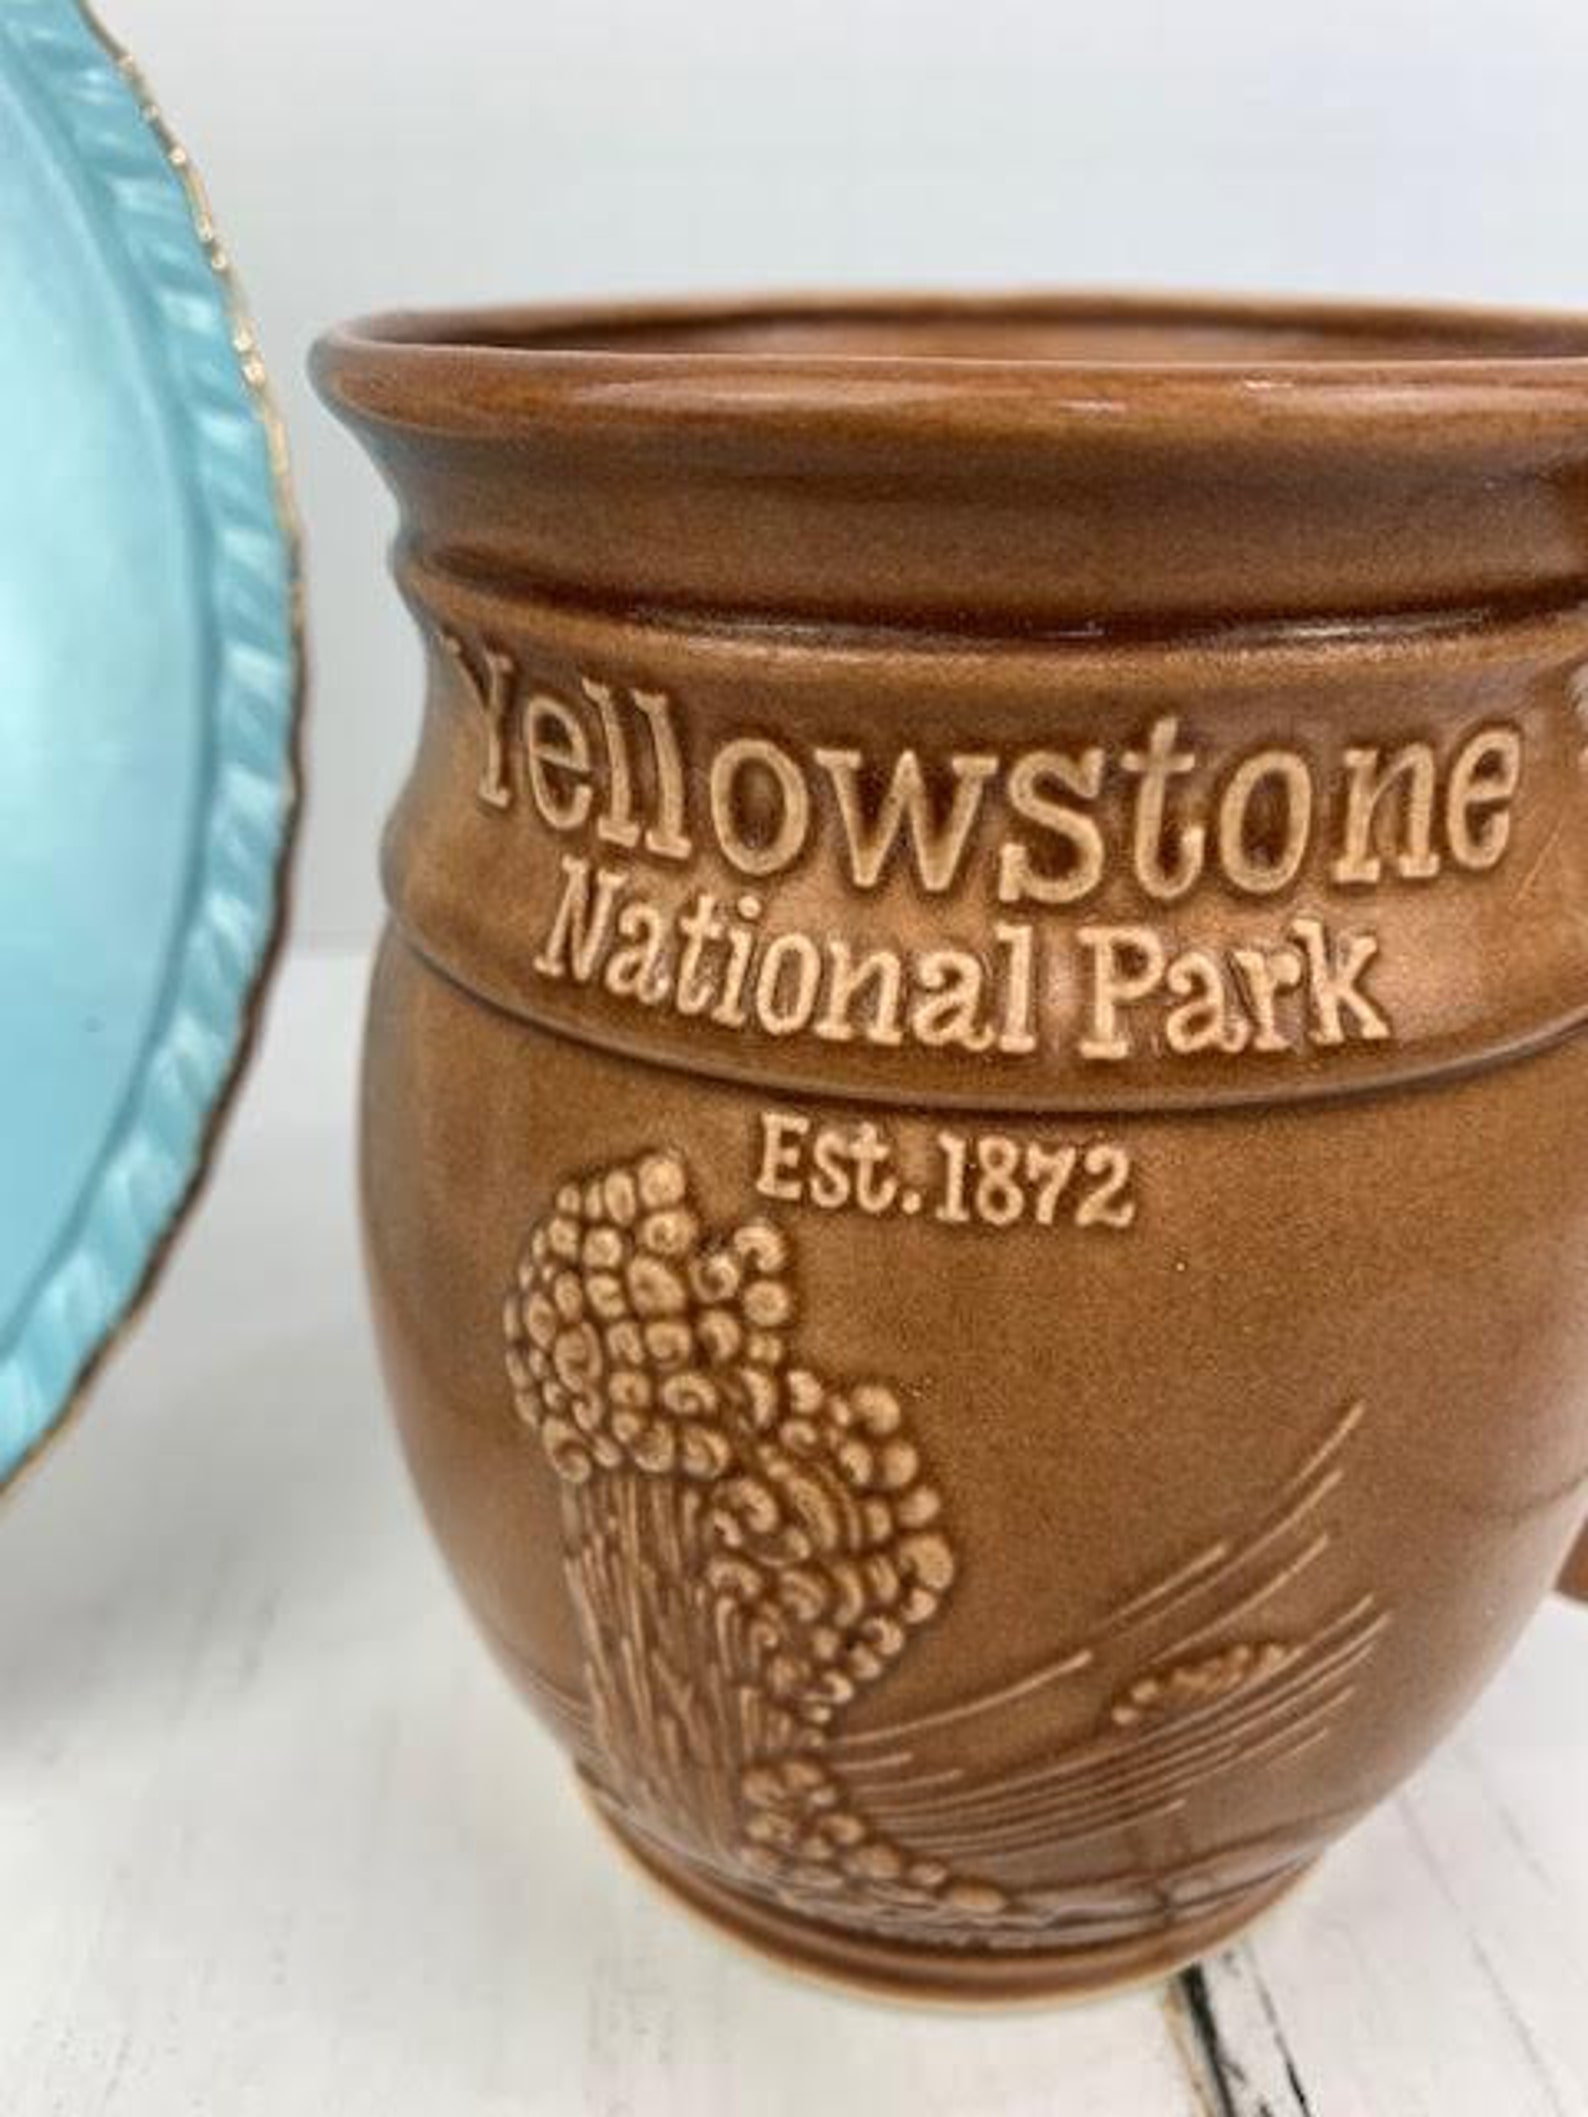 Yellowstone
National Park
Est.1872